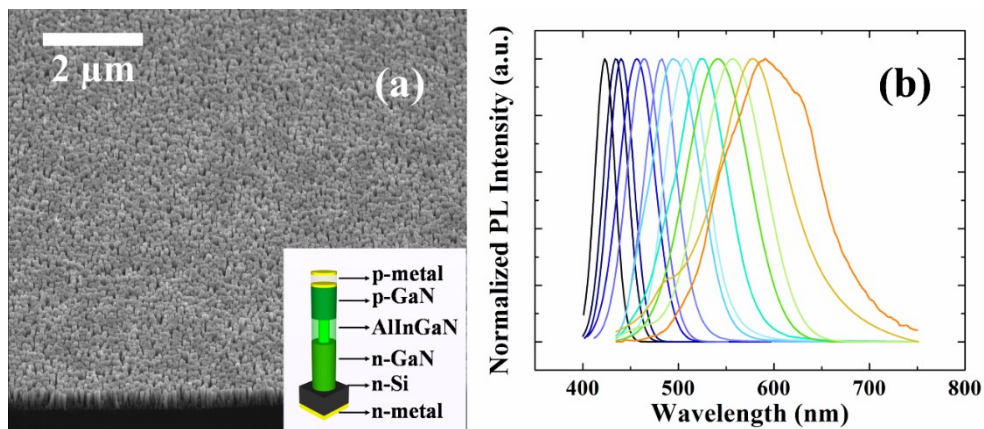 2 μm
(a)
p-metal
p-GaN
AlInGaN
n-GaN
n-Si
n-metal
Normalized PL Intensity (a.u.)
(b)
400 500 600 700 800
Wavelength (nm)